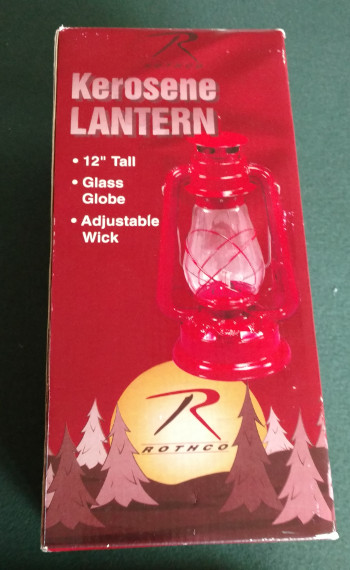 R
Kerosene
LANTERN
• 12" Tall
• Glass
Globe
• Adjustable
Wick
R
ROTHCO